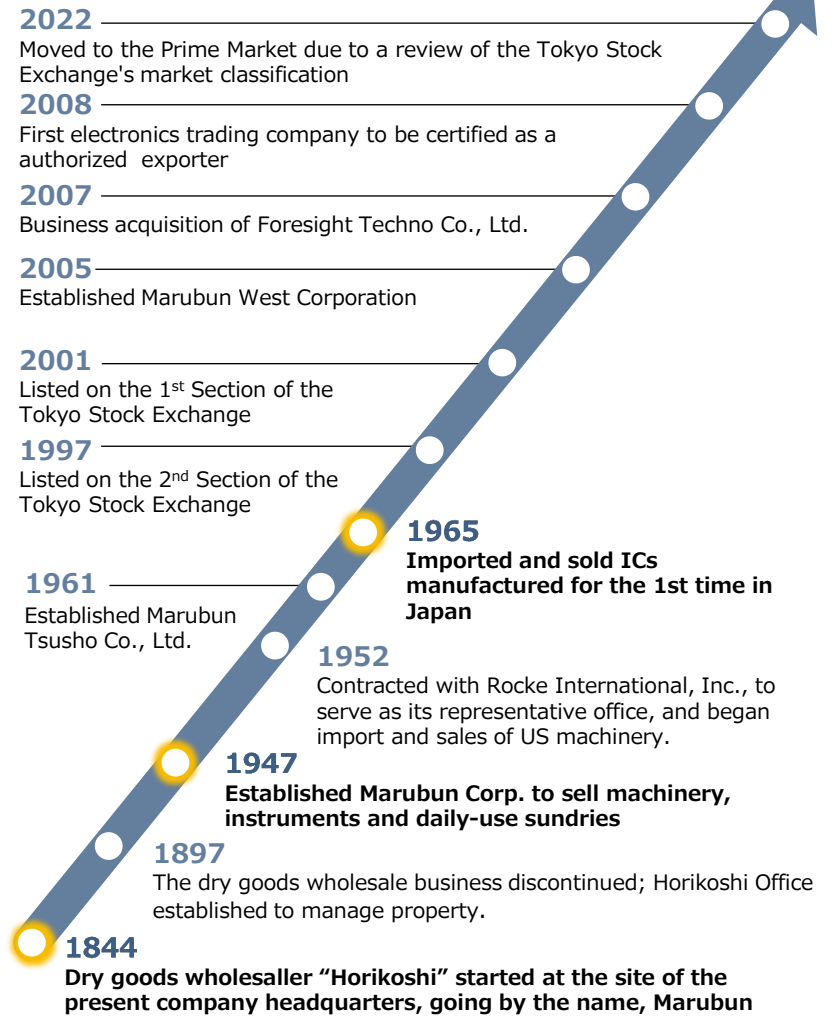 2022
Moved to the Prime Market due to a review of the Tokyo Stock
Exchange's market classification
2008
First electronics trading company to be certified as a
authorized exporter
2007
Business acquisition of Foresight Techno Co., Ltd.
2005
Established Marubun West Corporation
2001
Listed on the 1st Section of the
Tokyo Stock Exchange
1997
Listed on the 2nd Section of the
Tokyo Stock Exchange
1965
Imported and sold ICs
manufactured for the 1st time in
Japan
1961
Established Marubun
Tsusho Co., Ltd.
1952
Contracted with Rocke International, Inc., to
serve as its representative office, and began
import and sales of US machinery.
1947
Established Marubun Corp. to sell machinery,
instruments and daily-use sundries
1897
The dry goods wholesale business discontinued; Horikoshi Office
established to manage property.
1844
Dry goods wholesaller “Horikoshi” started at the site of the
present company headquarters, going by the name, Marubun